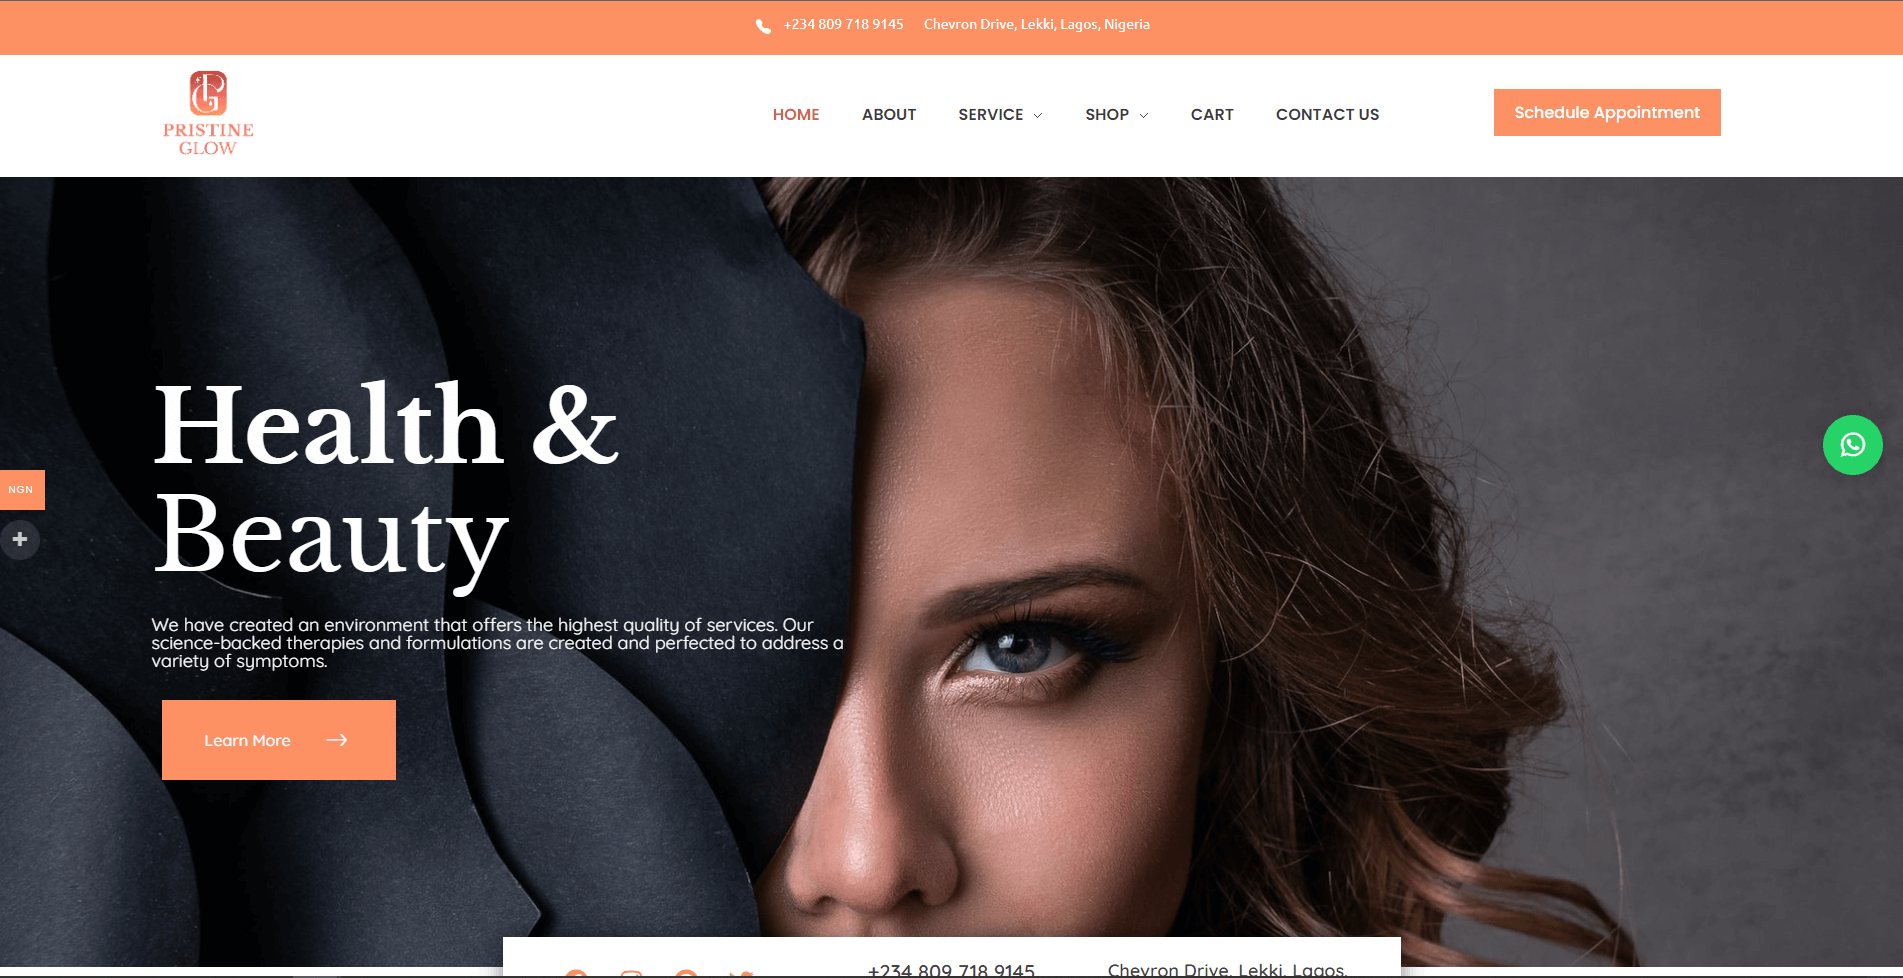 +234 809 718 9145 Chevron Drive, Lekki, Lagos, Nigeria
PG
PRISTINE
GLOW
HOME ABOUT SERVICE SHOP CART CONTACT US
Schedule Appointment
Health &
Beauty
We have created an environment that offers the highest quality of services. Our
science-backed therapies and formulations are created and perfected to address a
variety of symptoms.
Learn More
NGN
+
+234 809 718 9145 Chevron Drive, Lekki, Lagos,